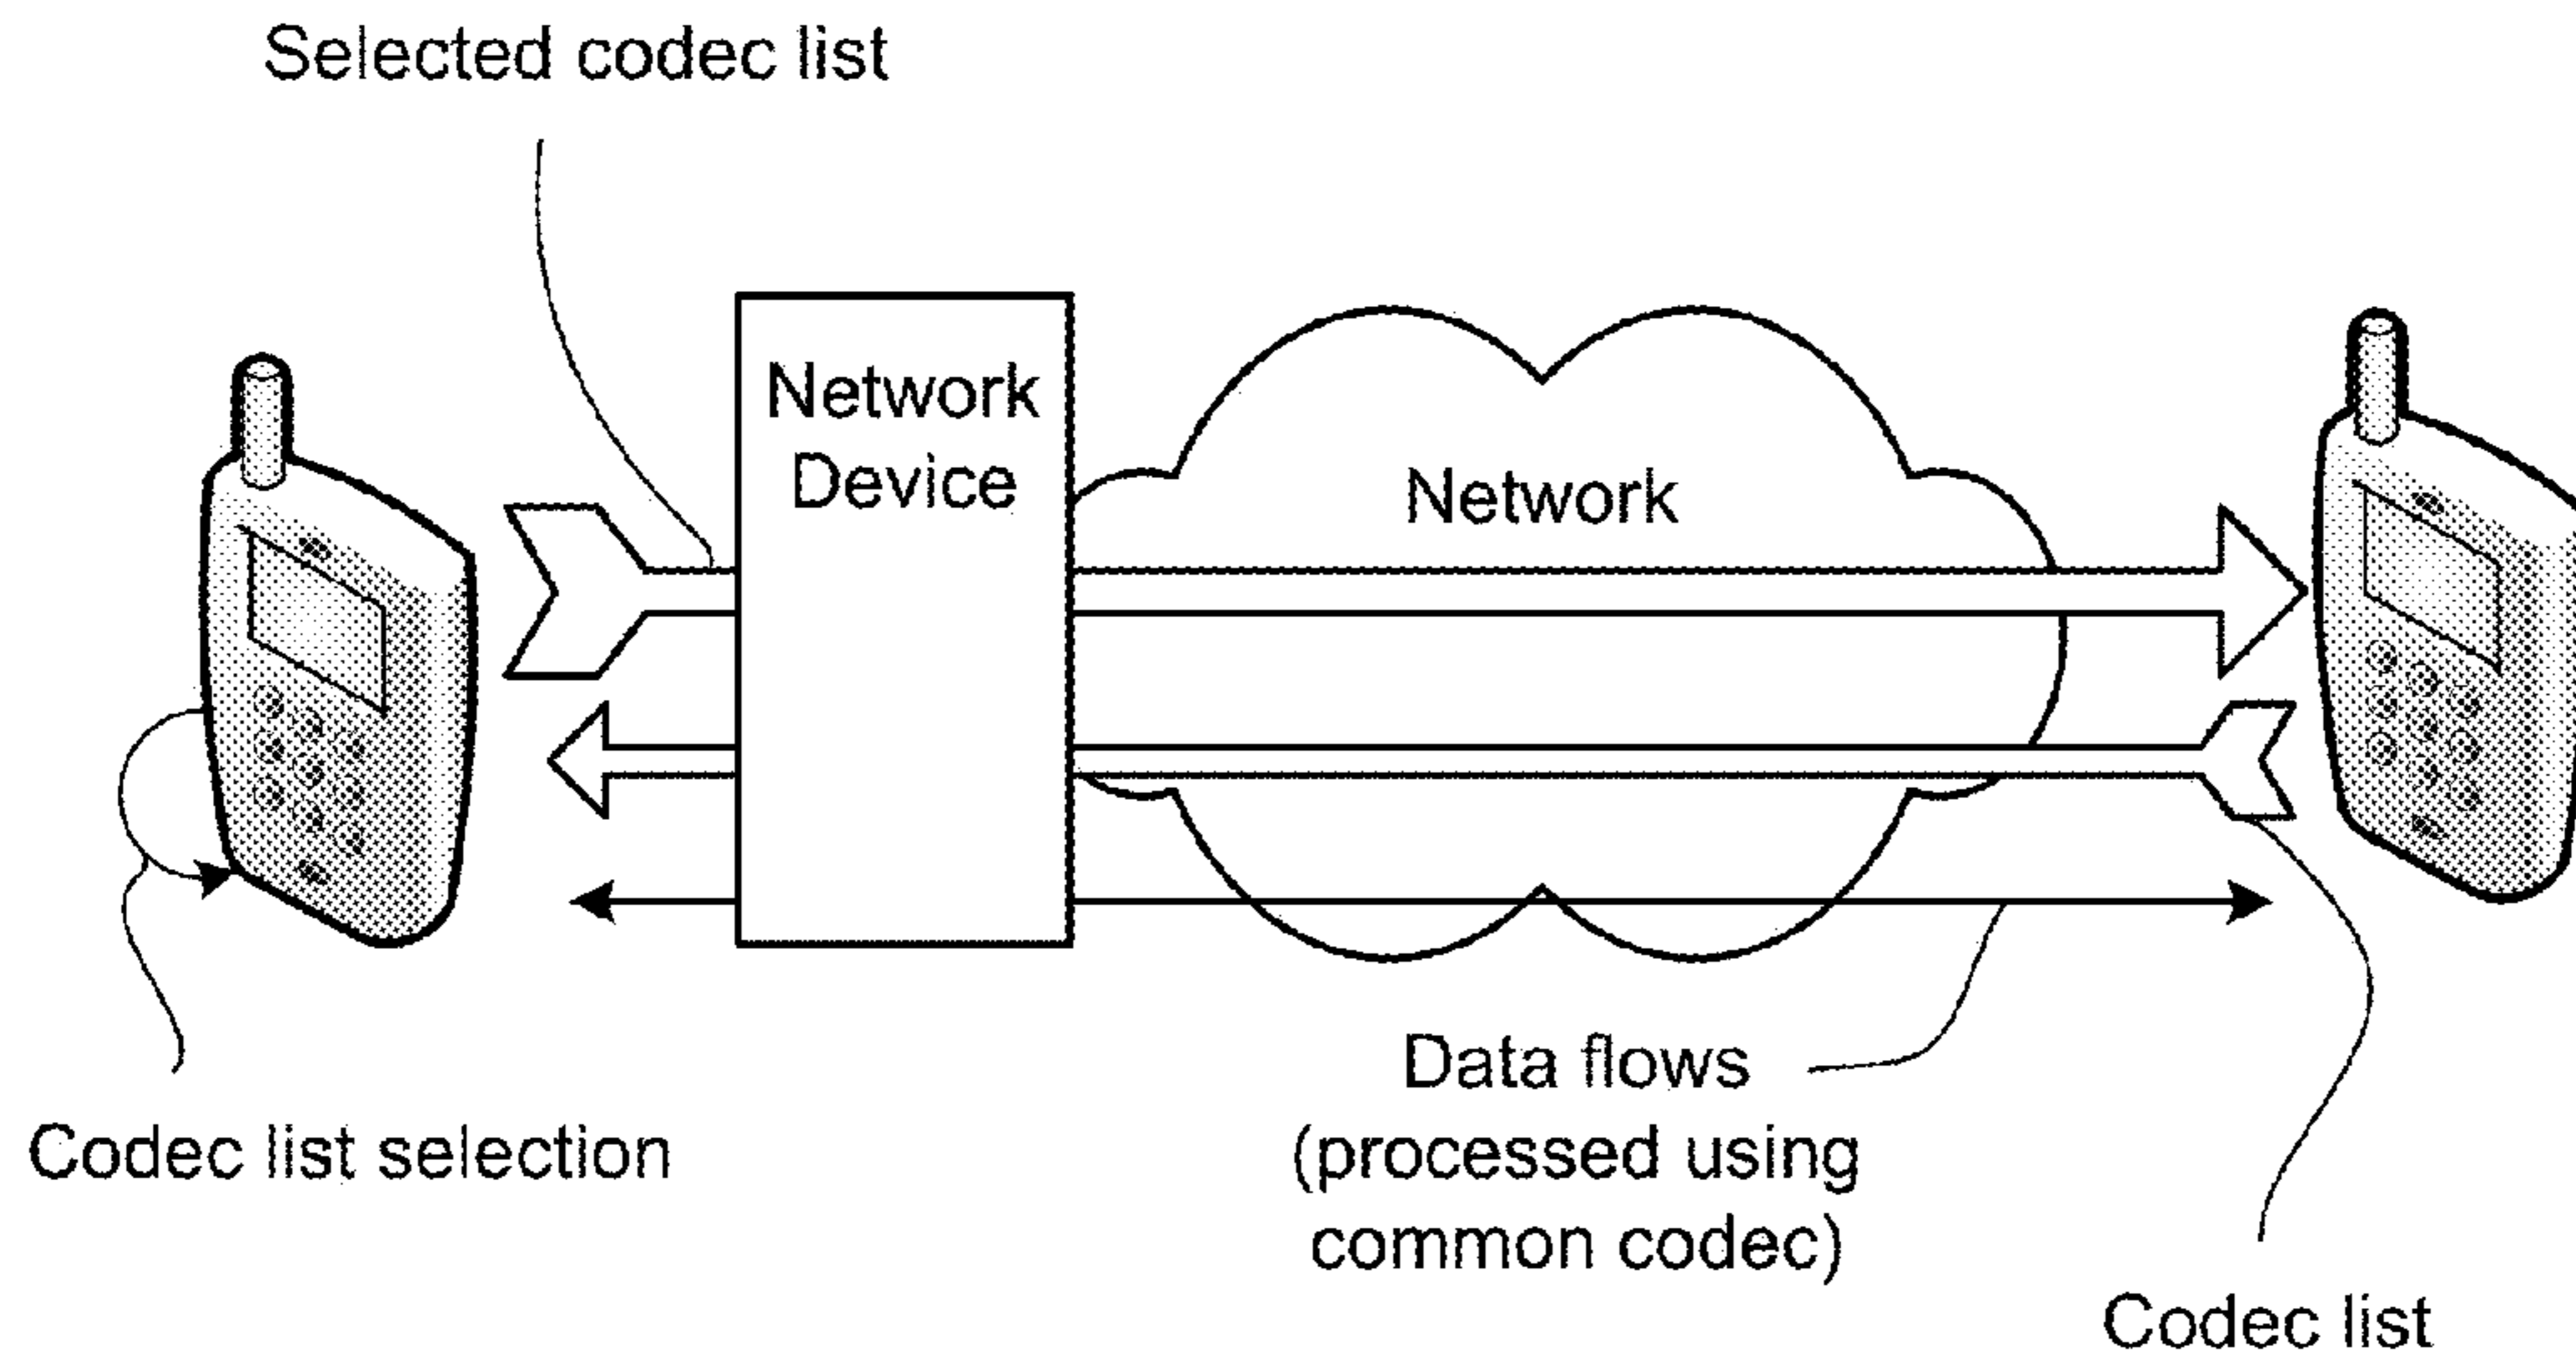 Selected codec list
Network
Device
Network
Codec list selection
Data flows
(processed using
common codec)
Codec list